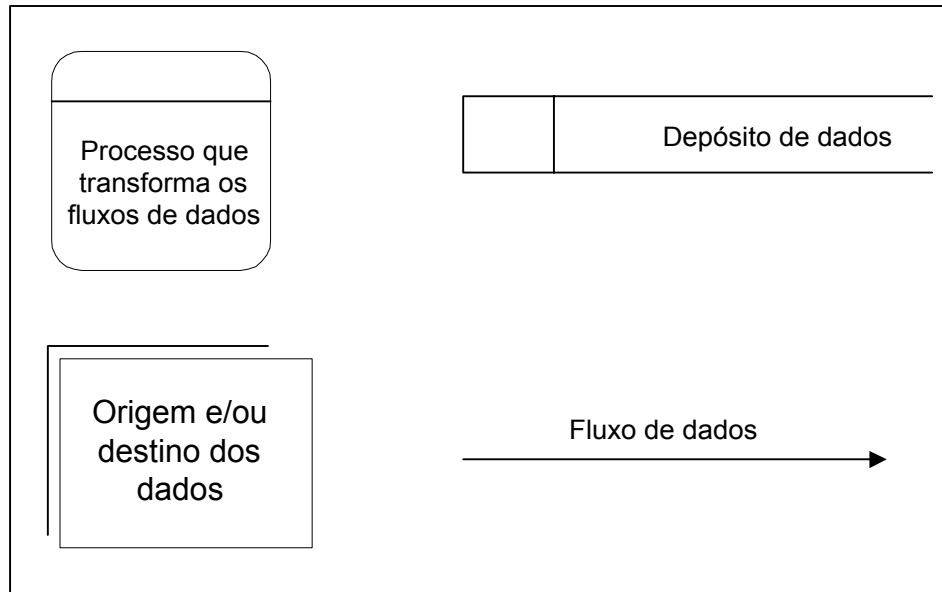 Processo que
transforma os
fluxos de dados
Depósito de dados
Origem e/ou
destino dos
dados
Fluxo de dados